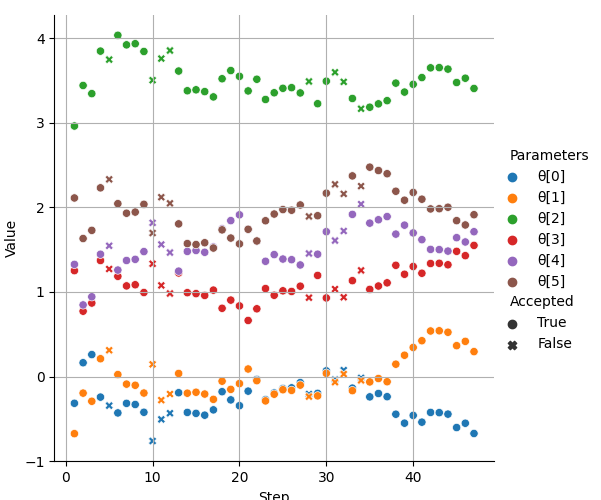 4
3
2
1
0
−1
Value
0
10
20
30
40
Step
Parameters
θ[0]
θ[1]
θ[2]
θ[3]
θ[4]
θ[5]
Accepted
True
False